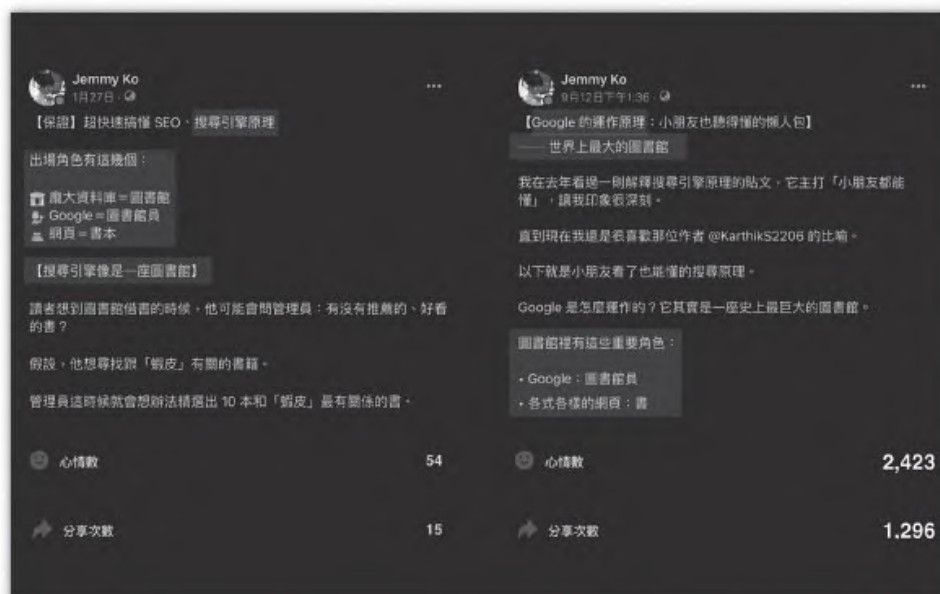 Jemmy Ko
1月27日
【保證】超快速搞懂 SEO、搜尋引擎原理
出場角色有這幾個：
龐大資料庫＝圖書館
Google＝圖書館員
網頁＝書本
【搜尋引擎像是一座圖書館】
讀者想到圖書館借書的時候，他可能會問管理員：有沒有推薦的、好看
的書？
假設，他想尋找跟「蝦皮」有關的書籍。
管理員這時候就會想辦法精選出 10 本和「蝦皮」最有關係的書。
心情數 54
分享次數 15
Jemmy Ko
9月12日下午1:36
【Google 的運作原理：小朋友也聽得懂的懶人包】
—— 世界上最大的圖書館
我在去年看過一則解釋搜尋引擎原理的貼文，它主打「小朋友都能
懂」，讓我印象很深刻。
直到現在我還是很喜歡那位作者 @KarthikS2206 的比喻。
以下就是小朋友看了也能懂的搜尋原理。
Google 是怎麼運作的？它其實是一座史上最巨大的圖書館。
圖書館裡有這些重要角色：
• Google：圖書館員
• 各式各樣的網頁：書
心情數 2,423
分享次數 1,296